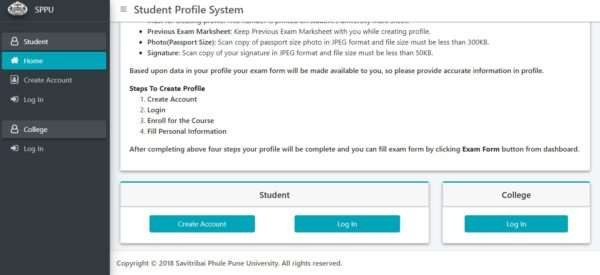 SPPU
Student Profile System
Student
Home
Create Account
Log In
College
Log In
• Previous Exam Marksheet: Keep Previous Exam Marksheet with you while creating profile.
• Photo(Passport Size): Scan copy of passport size photo in JPEG format and file size must be less than 300KB.
• Signature: Scan copy of your signature in JPEG format and file size must be less than 50KB.
Based upon data in your profile your exam form will be made available to you, so please provide accurate information in profile.
Steps To Create Profile
1. Create Account
2. Login
3. Enroll for the Course
4. Fill Personal Information
After completing above four steps your profile will be complete and you can fill exam form by clicking Exam Form button from dashboard.
Student
Create Account
Log In
College
Log In
Copyright © 2018 Savitribai Phule Pune University. All rights reserved.